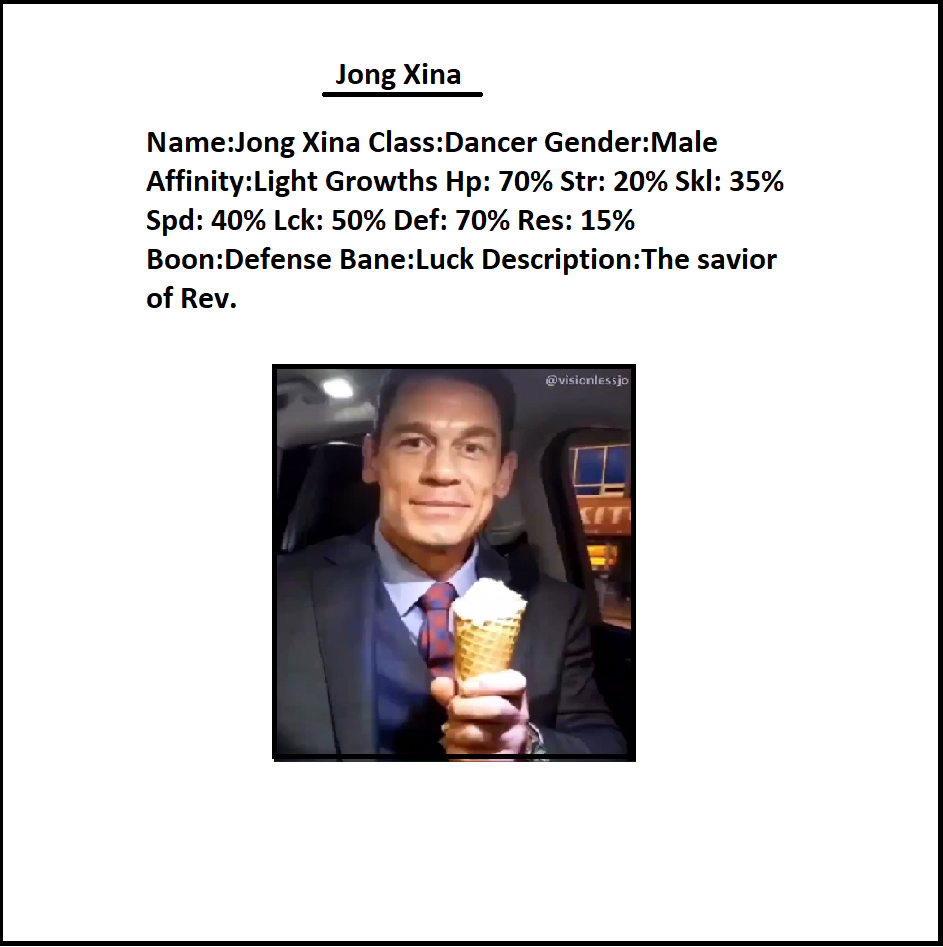 Jong Xina
Name:Jong Xina Class:Dancer Gender:Male
Affinity:Light Growths Hp: 70% Str: 20% Skl: 35%
Spd: 40% Lck: 50% Def: 70% Res: 15%
Boon:Defense Bane:Luck Description:The savior
of Rev.
@visionlessjo